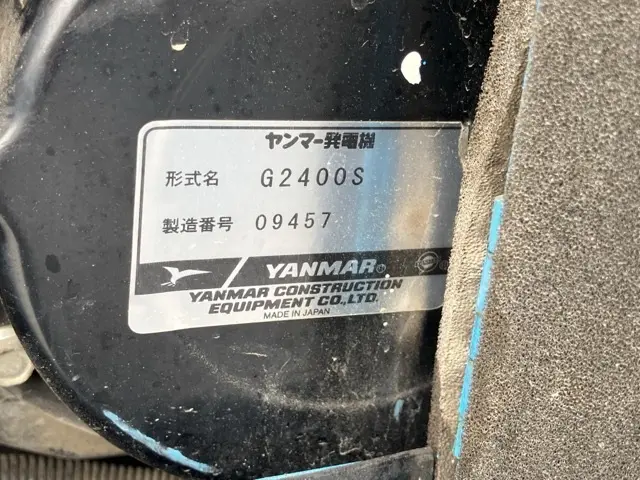 ヤンマー発電機
形式名 G2400S
製造番号 09457
YANMAR®
YANMAR CONSTRUCTION
EQUIPMENT CO.,LTD.
MADE IN JAPAN